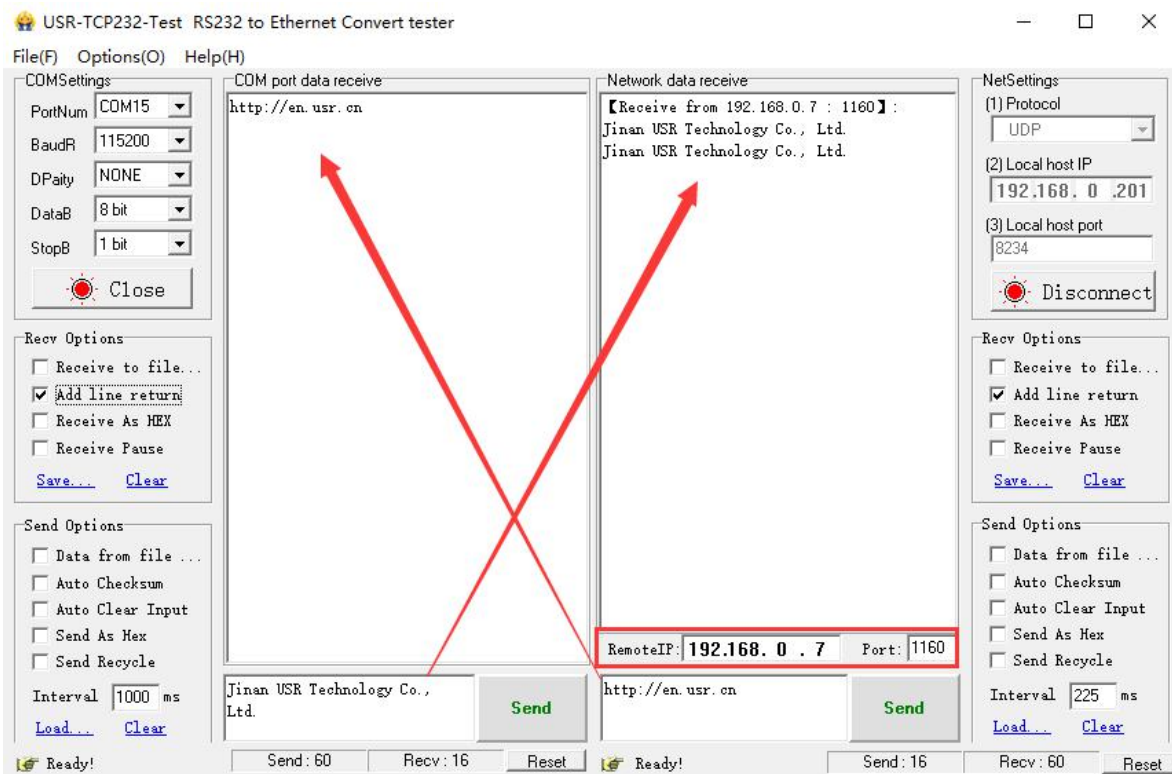 USR-TCP232-Test RS232 to Ethernet Convert tester
File(F) Options(O) Help(H)
COMSettings
PortNum COM15
BaudR 115200
DPaity NONE
DataB 8 bit
StopB 1 bit
Close
Recv Options
Receive to file...
Add line return
Receive As HEX
Receive Pause
Save... Clear
Send Options
Data from file ...
Auto Checksum
Auto Clear Input
Send As Hex
Send Recycle
Interval 1000 ms
Load... Clear
COM port data receive
http://en.usr.cn
Jinan USR Technology Co.,
Ltd.
Send
Network data receive
【Receive from 192.168.0.7 : 1160】:
Jinan USR Technology Co., Ltd.
Jinan USR Technology Co., Ltd.
RemoteIP: 192.168. 0 . 7 Port: 1160
http://en.usr.cn
Send
NetSettings
(1) Protocol
UDP
(2) Local host IP
192.168. 0 .201
(3) Local host port
8234
Disconnect
Recv Options
Receive to file...
Add line return
Receive As HEX
Receive Pause
Save... Clear
Send Options
Data from file ...
Auto Checksum
Auto Clear Input
Send As Hex
Send Recycle
Interval 225 ms
Load... Clear
Ready! Send : 60 Recv : 16 Reset
Ready! Send : 16 Recv : 60 Reset